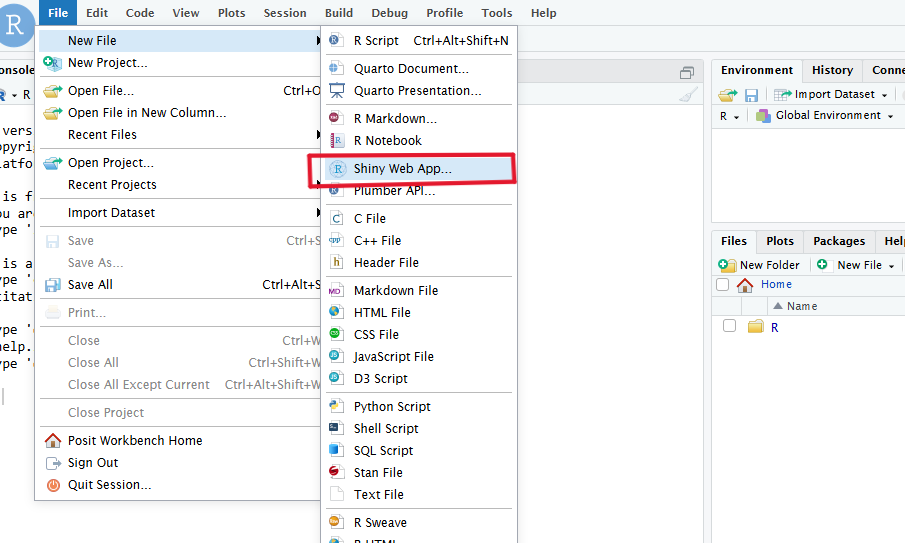 R
File Edit Code View Plots Session Build Debug Profile Tools Help
New File
New Project...
Open File... Ctrl+O
Open File in New Column...
Recent Files
Open Project...
Recent Projects
Import Dataset
Save Ctrl+S
Save As...
Save All Ctrl+Alt+S
Print...
Close Ctrl+W
Close All Ctrl+Shift+W
Close All Except Current Ctrl+Alt+Shift+W
Close Project
Posit Workbench Home
Sign Out
Quit Session...
R Script Ctrl+Alt+Shift+N
Quarto Document...
Quarto Presentation...
R Markdown...
R Notebook
Shiny Web App...
Plumber API...
C File
C++ File
Header File
Markdown File
HTML File
CSS File
JavaScript File
D3 Script
Python Script
Shell Script
SQL Script
Stan File
Text File
R Sweave
R HTML
onsole
R
vers
opyri
latfo
is f
ou ar
ype '
is a
ype '
titat
ype '
help.
ype '
Environment History Conne
Import Dataset
R Global Environment
Files Plots Packages Help
New Folder New File
Home
Name
R